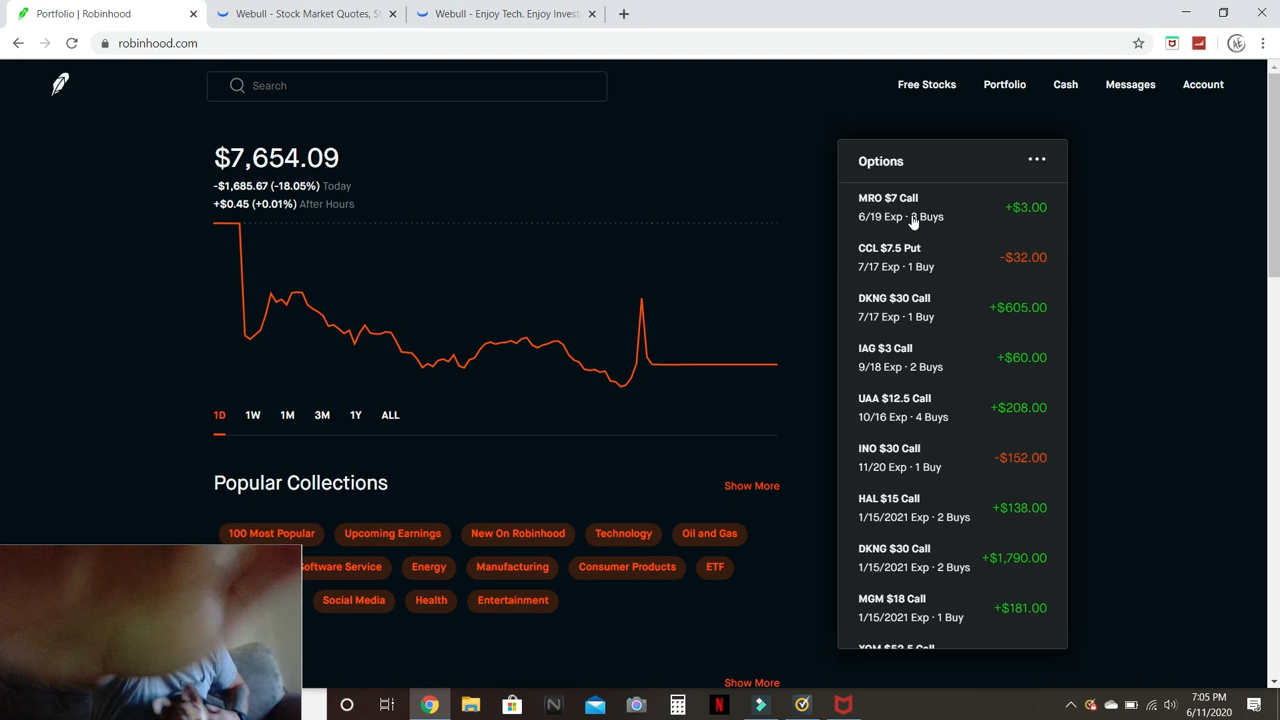 Portfolio | Robinhood
Webull - Stock Market Quotes, S
Webull - Enjoy Tech. Enjoy Invest
robinhood.com
Search
Free Stocks
Portfolio
Cash
Messages
Account
$7,654.09
-$1,685.67 (-18.05%) Today
+$0.45 (+0.01%) After Hours
1D
1W
1M
3M
1Y
ALL
Popular Collections
Show More
100 Most Popular
Upcoming Earnings
New On Robinhood
Technology
Oil and Gas
Software Service
Energy
Manufacturing
Consumer Products
ETF
Social Media
Health
Entertainment
Show More
Options
MRO $7 Call
+$3.00
6/19 Exp · Buys
CCL $7.5 Put
-$32.00
7/17 Exp · 1 Buy
DKNG $30 Call
+$605.00
7/17 Exp · 1 Buy
IAG $3 Call
+$60.00
9/18 Exp · 2 Buys
UAA $12.5 Call
+$208.00
10/16 Exp · 4 Buys
INO $30 Call
-$152.00
11/20 Exp · 1 Buy
HAL $15 Call
+$138.00
1/15/2021 Exp · 2 Buys
DKNG $30 Call
+$1,790.00
1/15/2021 Exp · 2 Buys
MGM $18 Call
+$181.00
1/15/2021 Exp · 1 Buy
7:05 PM
6/11/2020